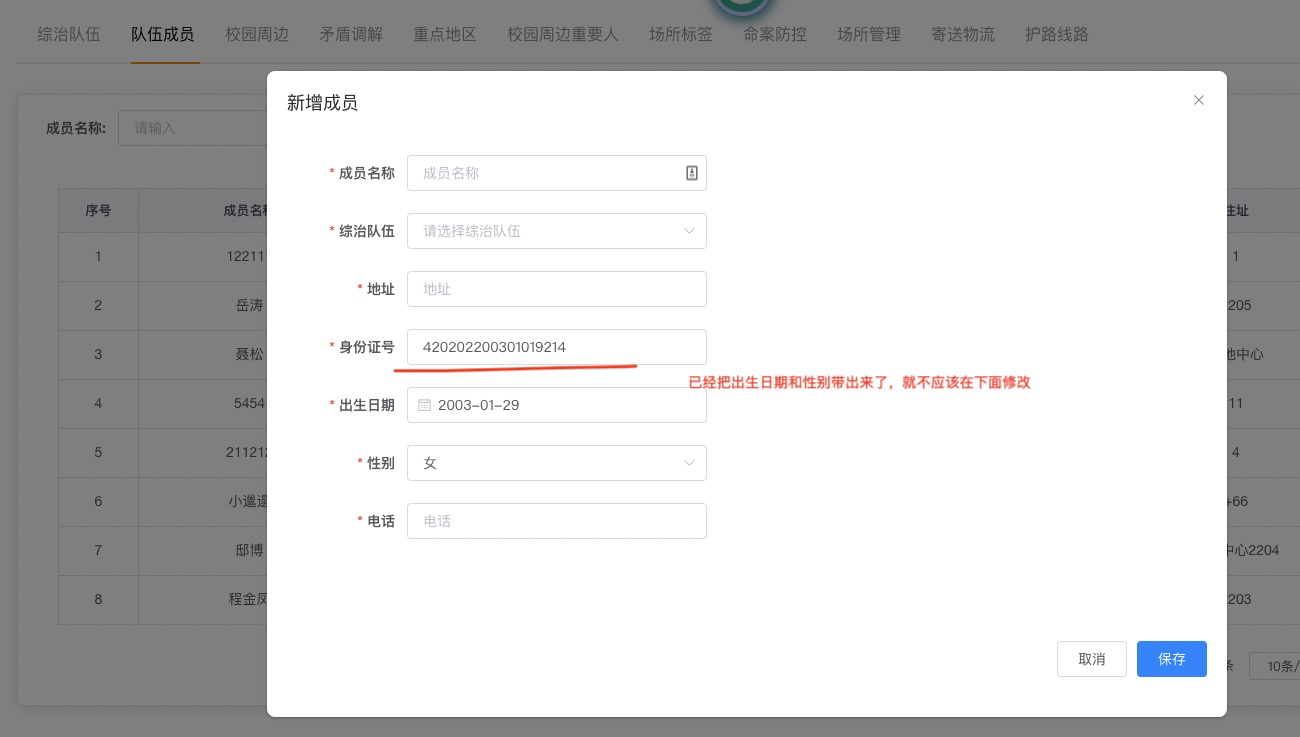 综治队伍 队伍成员 校园周边 矛盾调解 重点地区 校园周边重要人 场所标签 命案防控 场所管理 寄送物流 护路线路
新增成员
成员名称: 请输入
* 成员名称 成员名称
* 综治队伍 请选择综治队伍
* 地址 地址
* 身份证号 420202200301019214
已经把出生日期和性别带出来了，就不应该在下面修改
* 出生日期 2003-01-29
* 性别 女
* 电话 电话
取消 保存
序号 成员名称 住址
1 12211 1
2 岳涛 205
3 聂松 地中心
4 5454 11
5 21121 4
6 小邋遢 +66
7 邸博 中心2204
8 程金凤 203
条 10条/